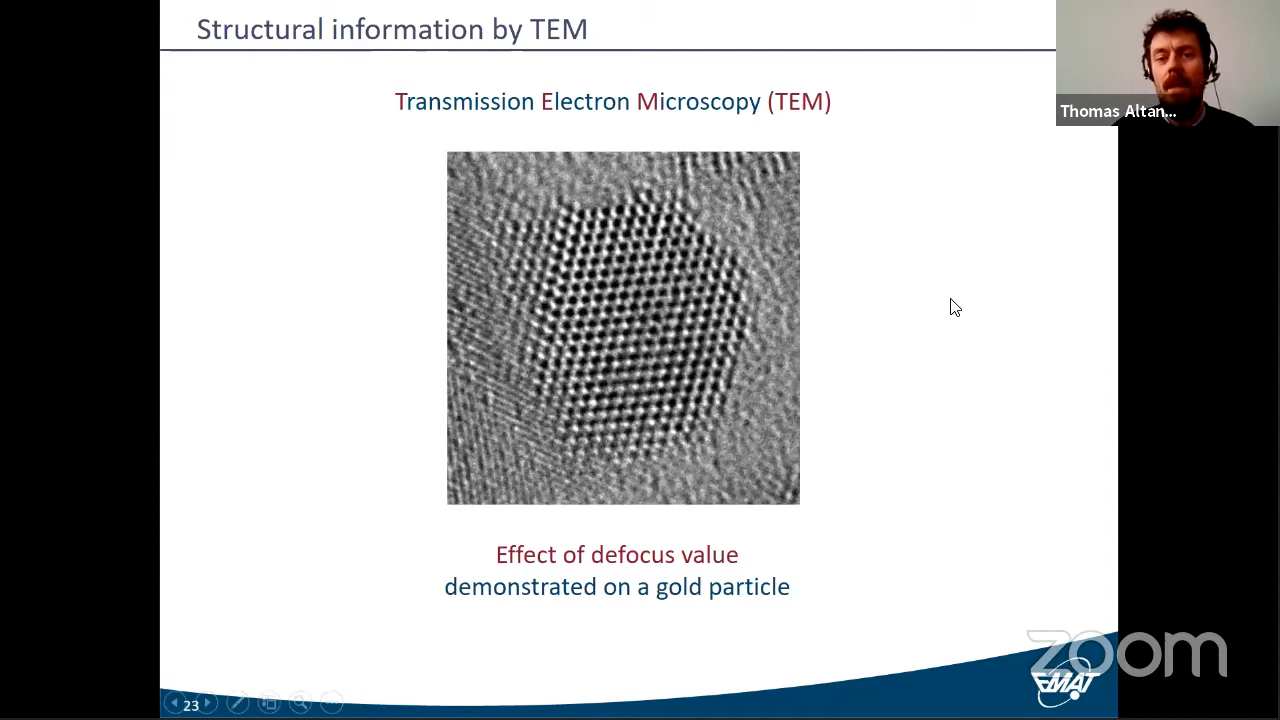 Structural information by TEM
Thomas Altan...
Transmission Electron Microscopy (TEM)
Effect of defocus value
demonstrated on a gold particle
zoom
EMAT
23